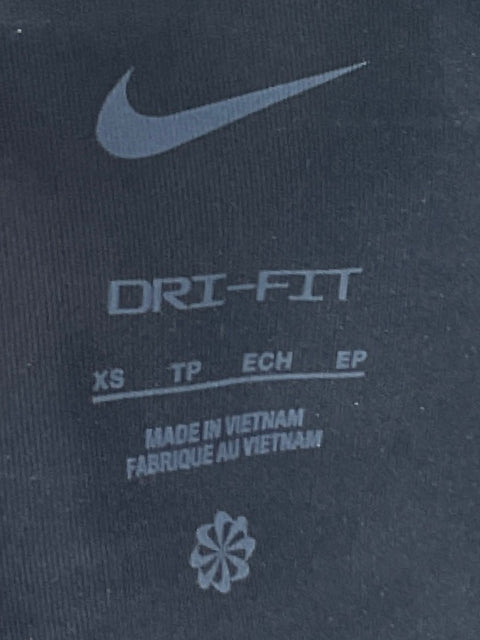 DRI-FIT
XS TP ECH EP
MADE IN VIETNAM
FABRIQUE AU VIETNAM